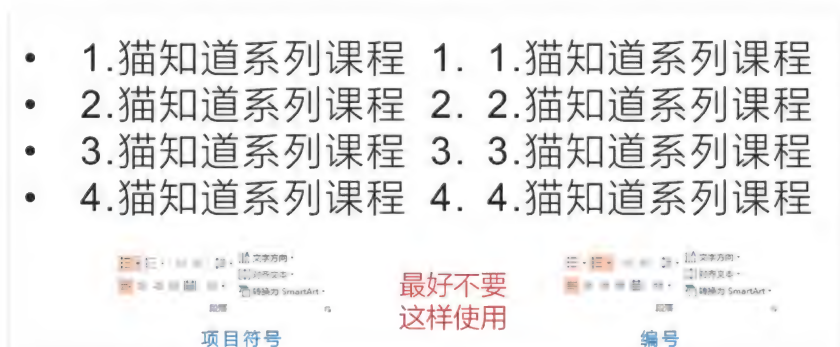 • 1.猫知道系列课程 1. 1.猫知道系列课程
• 2.猫知道系列课程 2. 2.猫知道系列课程
• 3.猫知道系列课程 3. 3.猫知道系列课程
• 4.猫知道系列课程 4. 4.猫知道系列课程
文字方向
对齐文本
转换为 SmartArt
段落
项目符号
最好不要
这样使用
文字方向
对齐文本
转换为 SmartArt
段落
编号